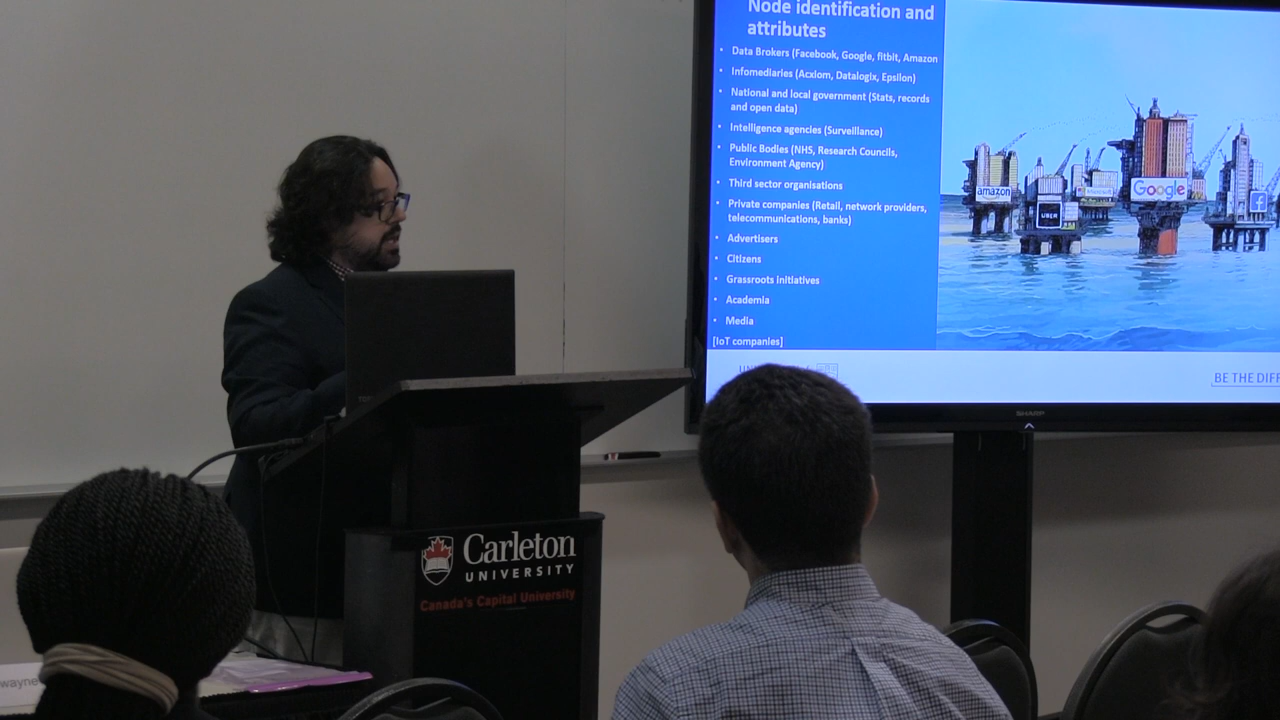 Node identification and
attributes
• Data Brokers (Facebook, Google, fitbit, Amazon
• Infomediaries (Acxiom, Datalogix, Epsilon)
• National and local government (Stats, records
and open data)
• Intelligence agencies (Surveillance)
• Public Bodies (NHS, Research Councils,
Environment Agency)
• Third sector organisations
• Private companies (Retail, network providers,
telecommunications, banks)
• Advertisers
• Citizens
• Grassroots initiatives
• Academia
• Media
[IoT companies]
amazon
UBER
Google
f
BE THE DIFF
SHARP
Carleton
UNIVERSITY
Canada's Capital University
wayne